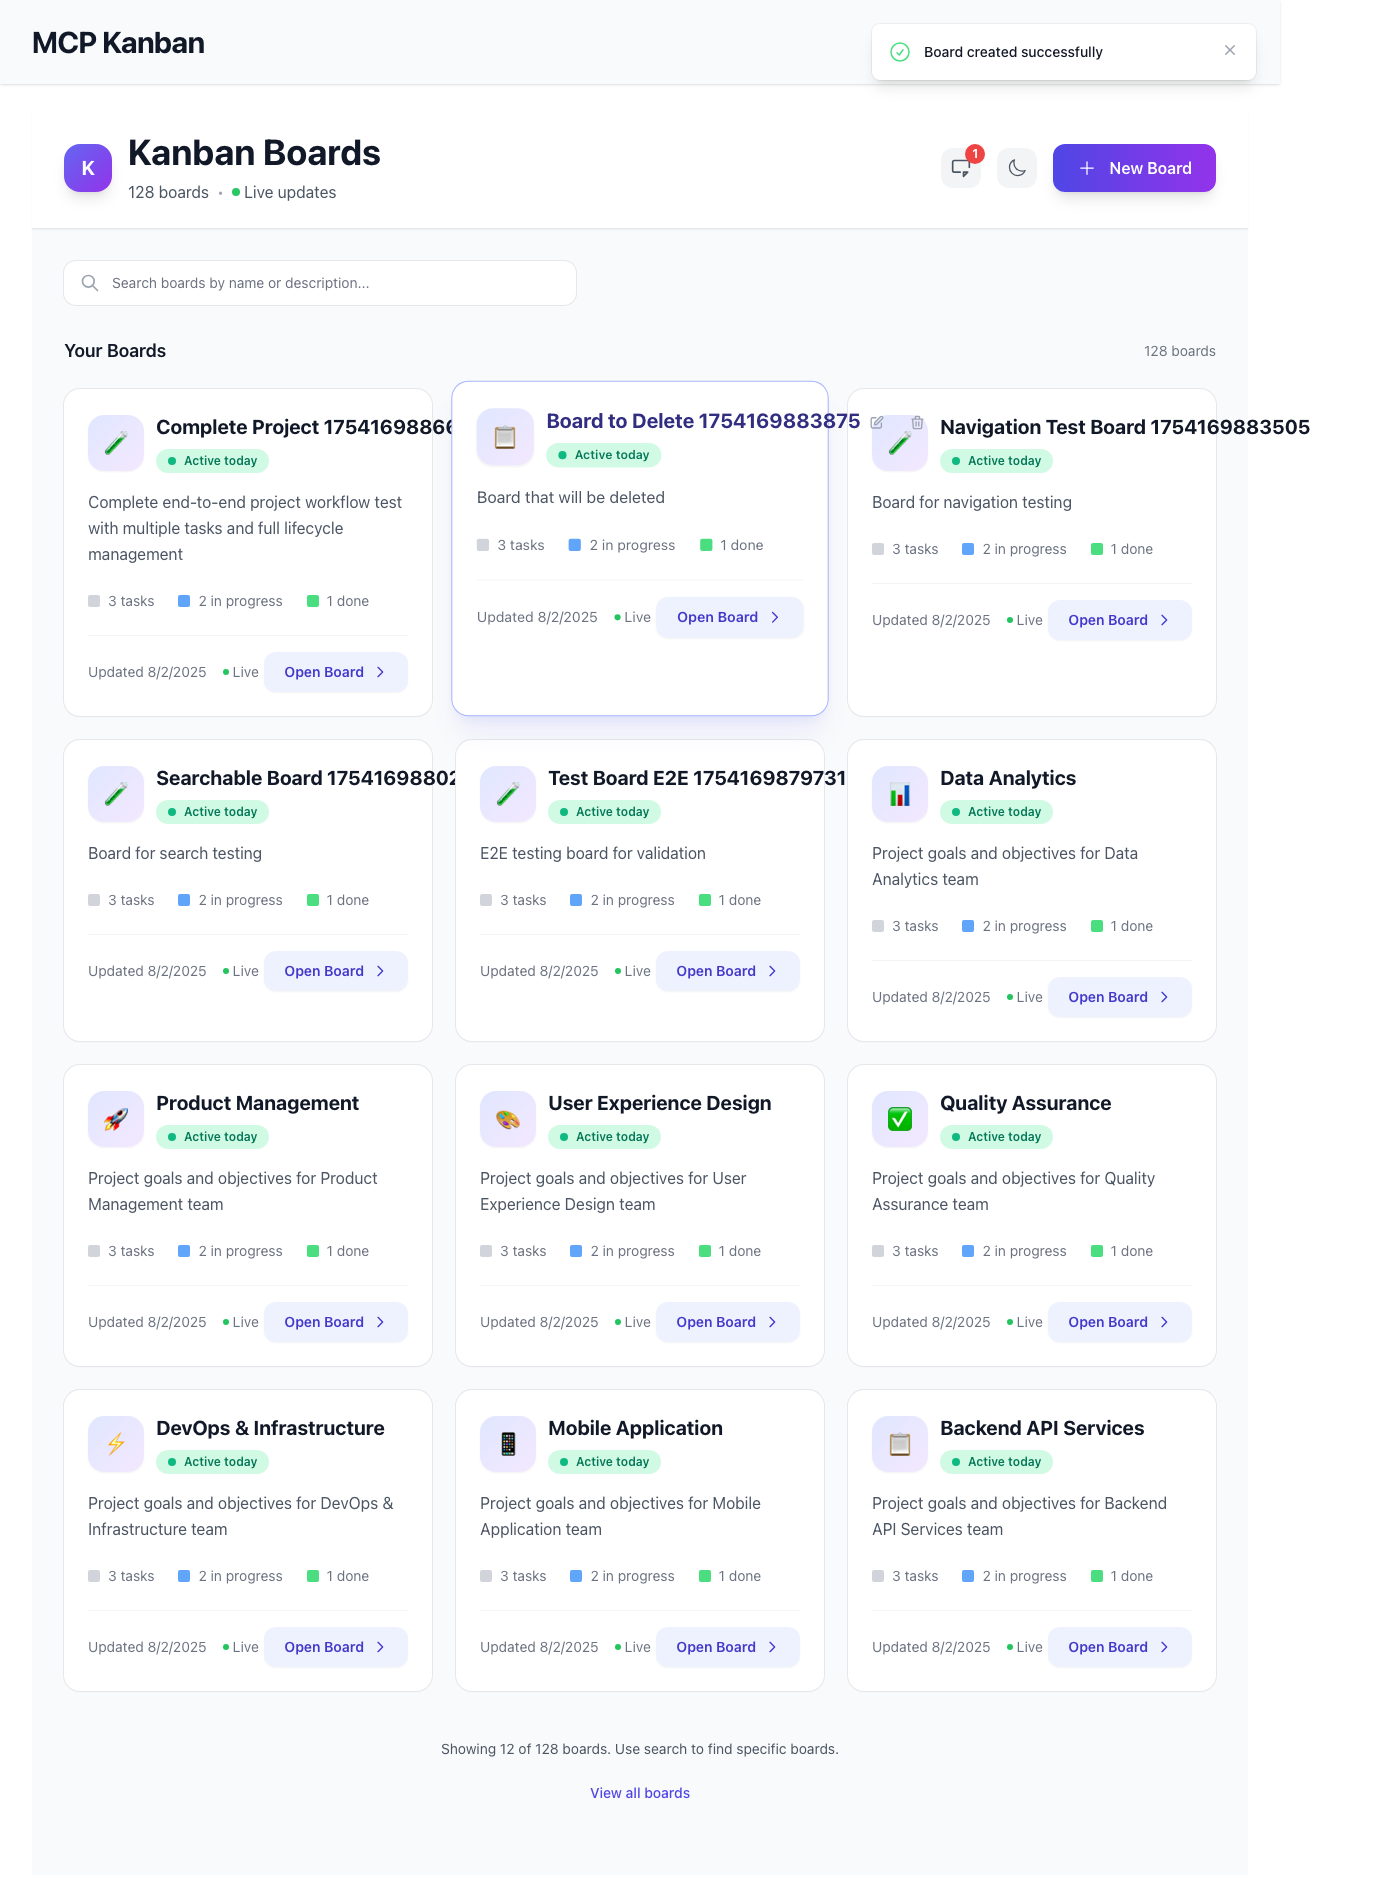 MCP Kanban
Board created successfully
K
Kanban Boards
128 boards • Live updates
1
New Board
Search boards by name or description...
Your Boards
128 boards
Complete Project 175416988
Active today
Complete end-to-end project workflow test
with multiple tasks and full lifecycle
management
3 tasks 2 in progress 1 done
Updated 8/2/2025 Live Open Board
Board to Delete 1754169883875
Active today
Board that will be deleted
3 tasks 2 in progress 1 done
Updated 8/2/2025 Live Open Board
Navigation Test Board 1754169883505
Active today
Board for navigation testing
3 tasks 2 in progress 1 done
Updated 8/2/2025 Live Open Board
Searchable Board 1754169880
Active today
Board for search testing
3 tasks 2 in progress 1 done
Updated 8/2/2025 Live Open Board
Test Board E2E 1754169879731
Active today
E2E testing board for validation
3 tasks 2 in progress 1 done
Updated 8/2/2025 Live Open Board
Data Analytics
Active today
Project goals and objectives for Data
Analytics team
3 tasks 2 in progress 1 done
Updated 8/2/2025 Live Open Board
Product Management
Active today
Project goals and objectives for Product
Management team
3 tasks 2 in progress 1 done
Updated 8/2/2025 Live Open Board
User Experience Design
Active today
Project goals and objectives for User
Experience Design team
3 tasks 2 in progress 1 done
Updated 8/2/2025 Live Open Board
Quality Assurance
Active today
Project goals and objectives for Quality
Assurance team
3 tasks 2 in progress 1 done
Updated 8/2/2025 Live Open Board
DevOps & Infrastructure
Active today
Project goals and objectives for DevOps &
Infrastructure team
3 tasks 2 in progress 1 done
Updated 8/2/2025 Live Open Board
Mobile Application
Active today
Project goals and objectives for Mobile
Application team
3 tasks 2 in progress 1 done
Updated 8/2/2025 Live Open Board
Backend API Services
Active today
Project goals and objectives for Backend
API Services team
3 tasks 2 in progress 1 done
Updated 8/2/2025 Live Open Board
Showing 12 of 128 boards. Use search to find specific boards.
View all boards